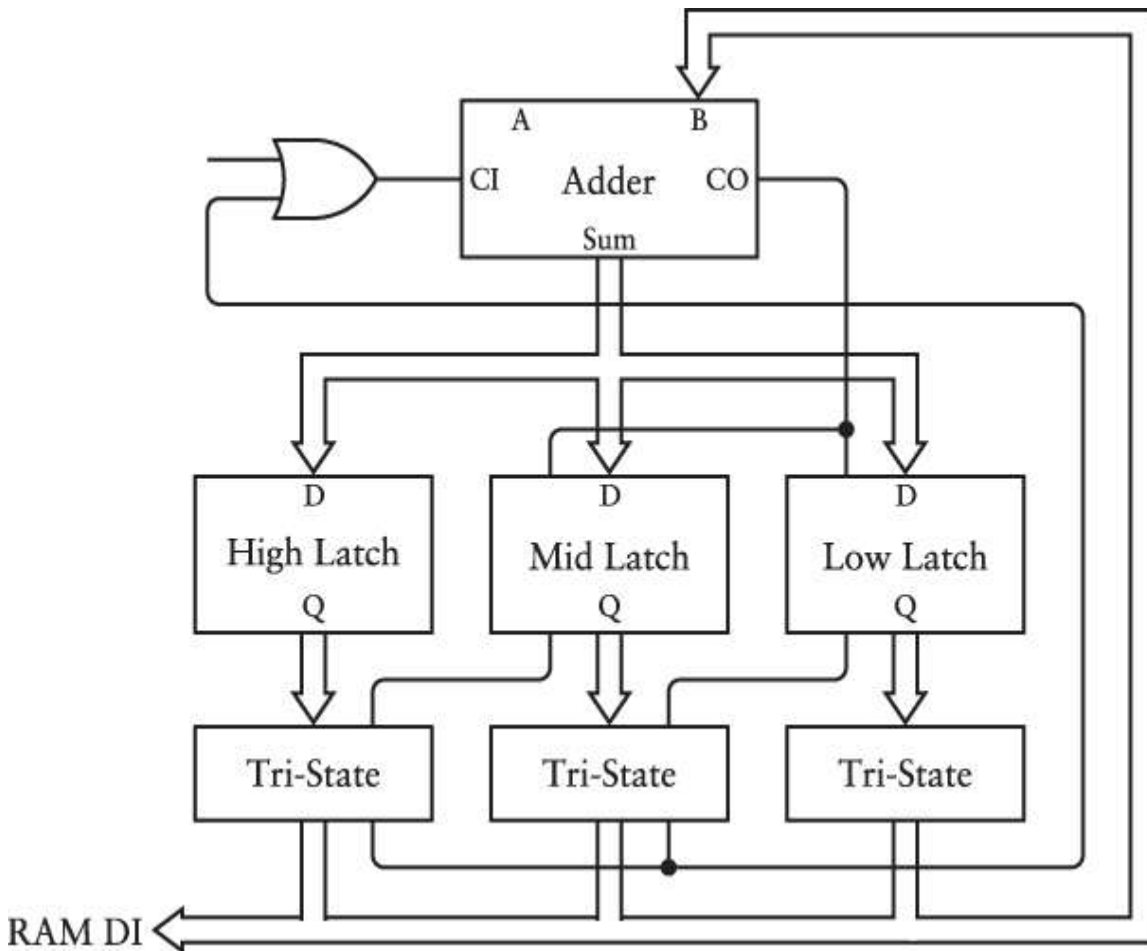 A B
CI Adder CO
Sum
D D D
High Latch Mid Latch Low Latch
Q Q Q
Tri-State Tri-State Tri-State
RAM DI